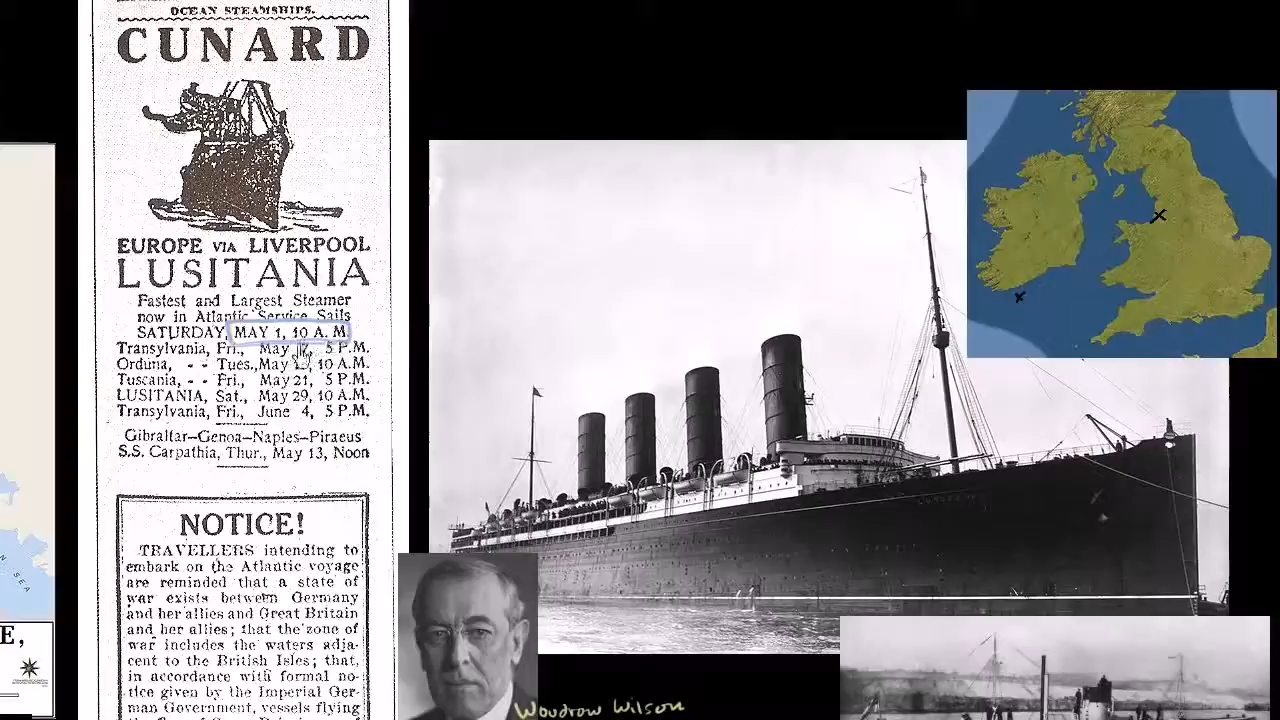 OCEAN STEAMSHIPS.
CUNARD
EUROPE VIA LIVERPOOL
LUSITANIA
Fastest and Largest Steamer
now in Atlantic Service Sails
SATURDAY, MAY 1, 10 A. M.
Transylvania, Fri., May 5 P.M.
Orduna, - - Tues., May 10 A.M.
Tuscania, - - Fri., May 21, 5 P.M.
LUSITANIA, Sat., May 29, 10 A.M.
Transylvania, Fri., June 4, 5 P.M.
Gibraltar-Genoa-Naples-Piraeus
S.S. Carpathia, Thur., May 13, Noon
NOTICE!
TRAVELLERS intending to
embark on the Atlantic voyage
are reminded that a state of
war exists between Germany
and her allies and Great Britain
and her allies; that the zone of
war includes the waters adja-
cent to the British Isles; that,
in accordance with formal no-
tice given by the Imperial Ger-
man Government, vessels flying
E,
N SEA
Woodrow Wilson